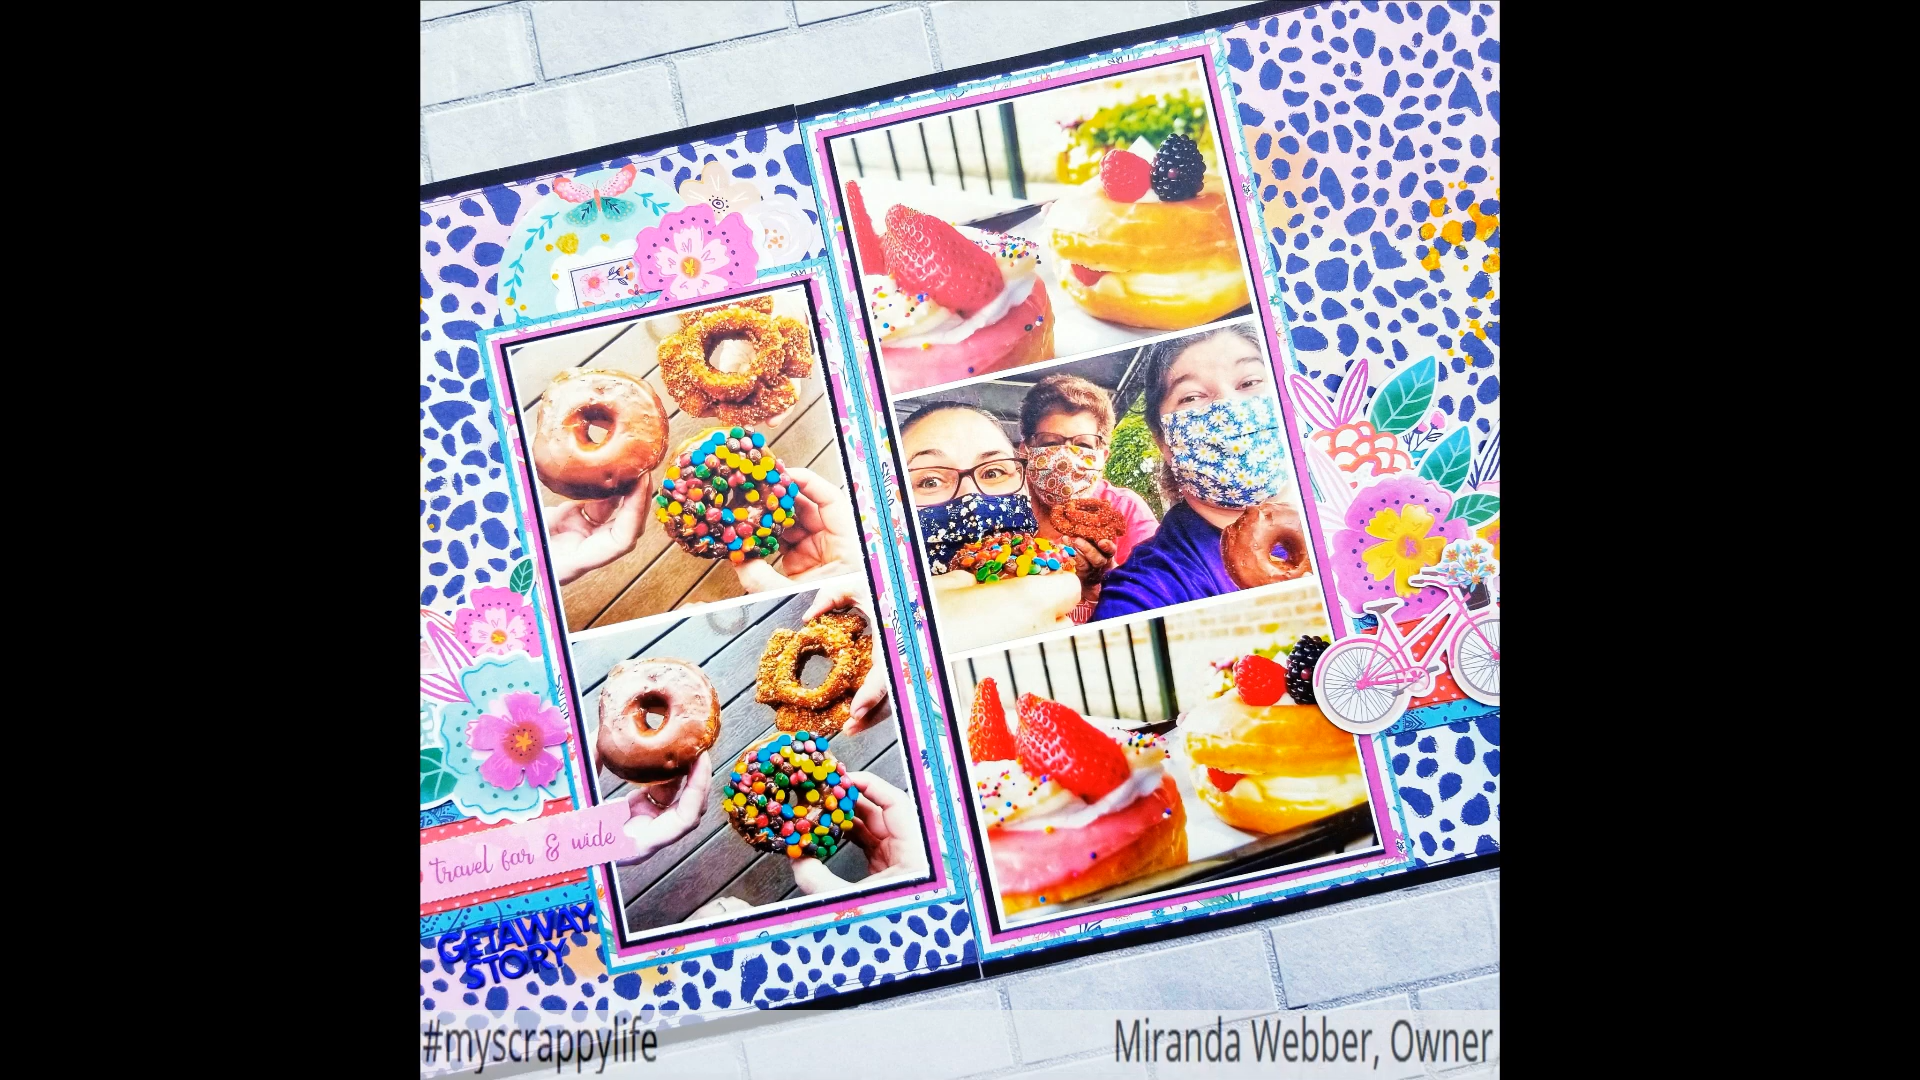 travel far & wide
GETAWAY
STORY
#myscrappylife
Miranda Webber, Owner